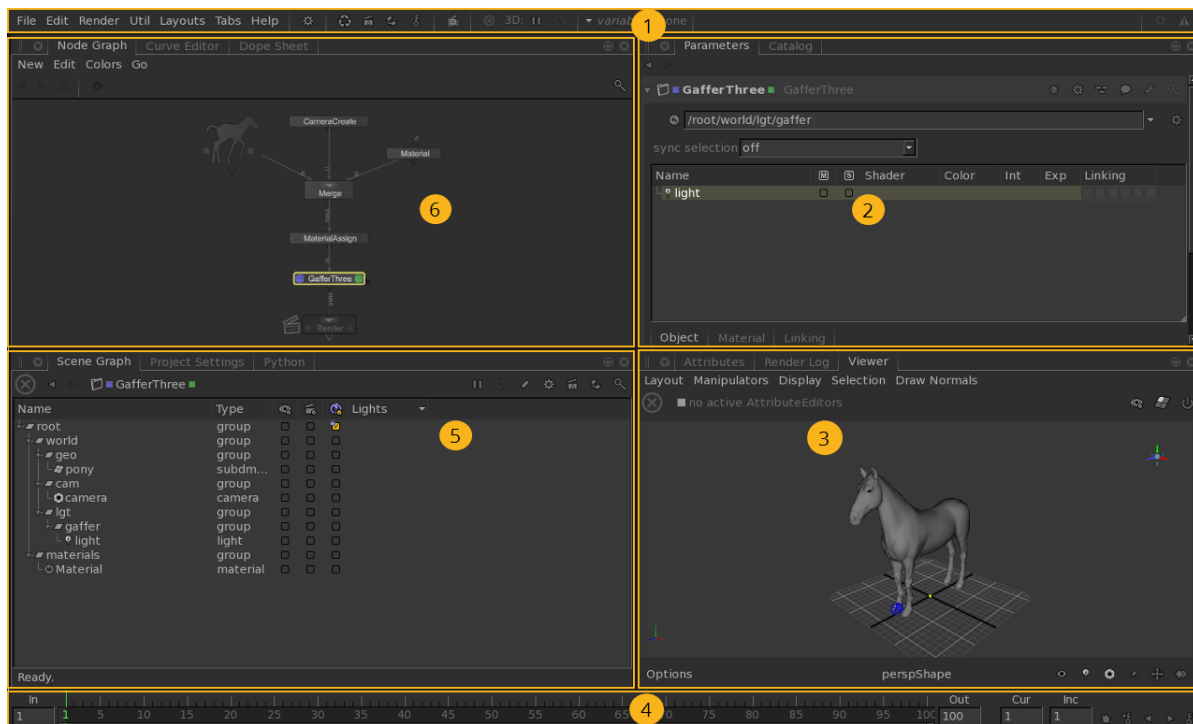 File Edit Render Util Layouts Tabs Help 3D: variab one
1
Node Graph Curve Editor Dope Sheet
New Edit Colors Go
CameraCreate
Material
Merge
6
MaterialAssign
GafferThree
Render
Parameters Catalog
GafferThree GafferThree
/root/world/lgt/gaffer
sync selection off
Name M S Shader Color Int Exp Linking
light
2
Object Material Linking
Scene Graph Project Settings Python
GafferThree
Name Type Lights
5
root group
world group
geo group
pony subdm...
cam group
camera camera
lgt group
gaffer group
light light
materials group
Material material
Ready.
Attributes Render Log Viewer
Layout Manipulators Display Selection Draw Normals
no active AttributeEditors
3
Options perspShape
In Out Cur Inc
1 1 5 10 15 20 25 30 35 40 45 50 55 60 65 4 70 75 80 85 90 95 100 100 1 1